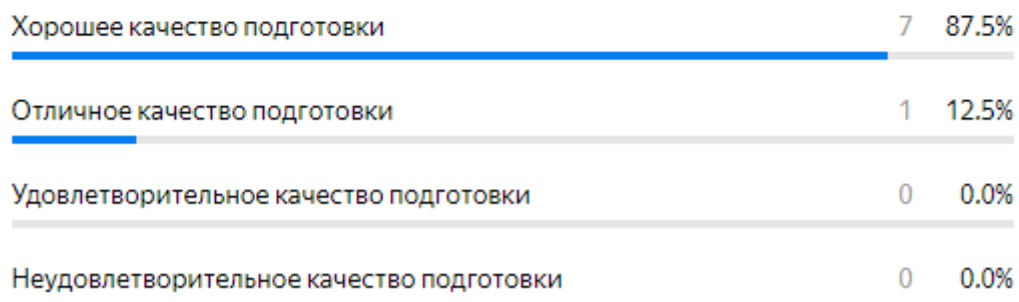 Хорошее качество подготовки 7 87.5%
Отличное качество подготовки 1 12.5%
Удовлетворительное качество подготовки 0 0.0%
Неудовлетворительное качество подготовки 0 0.0%